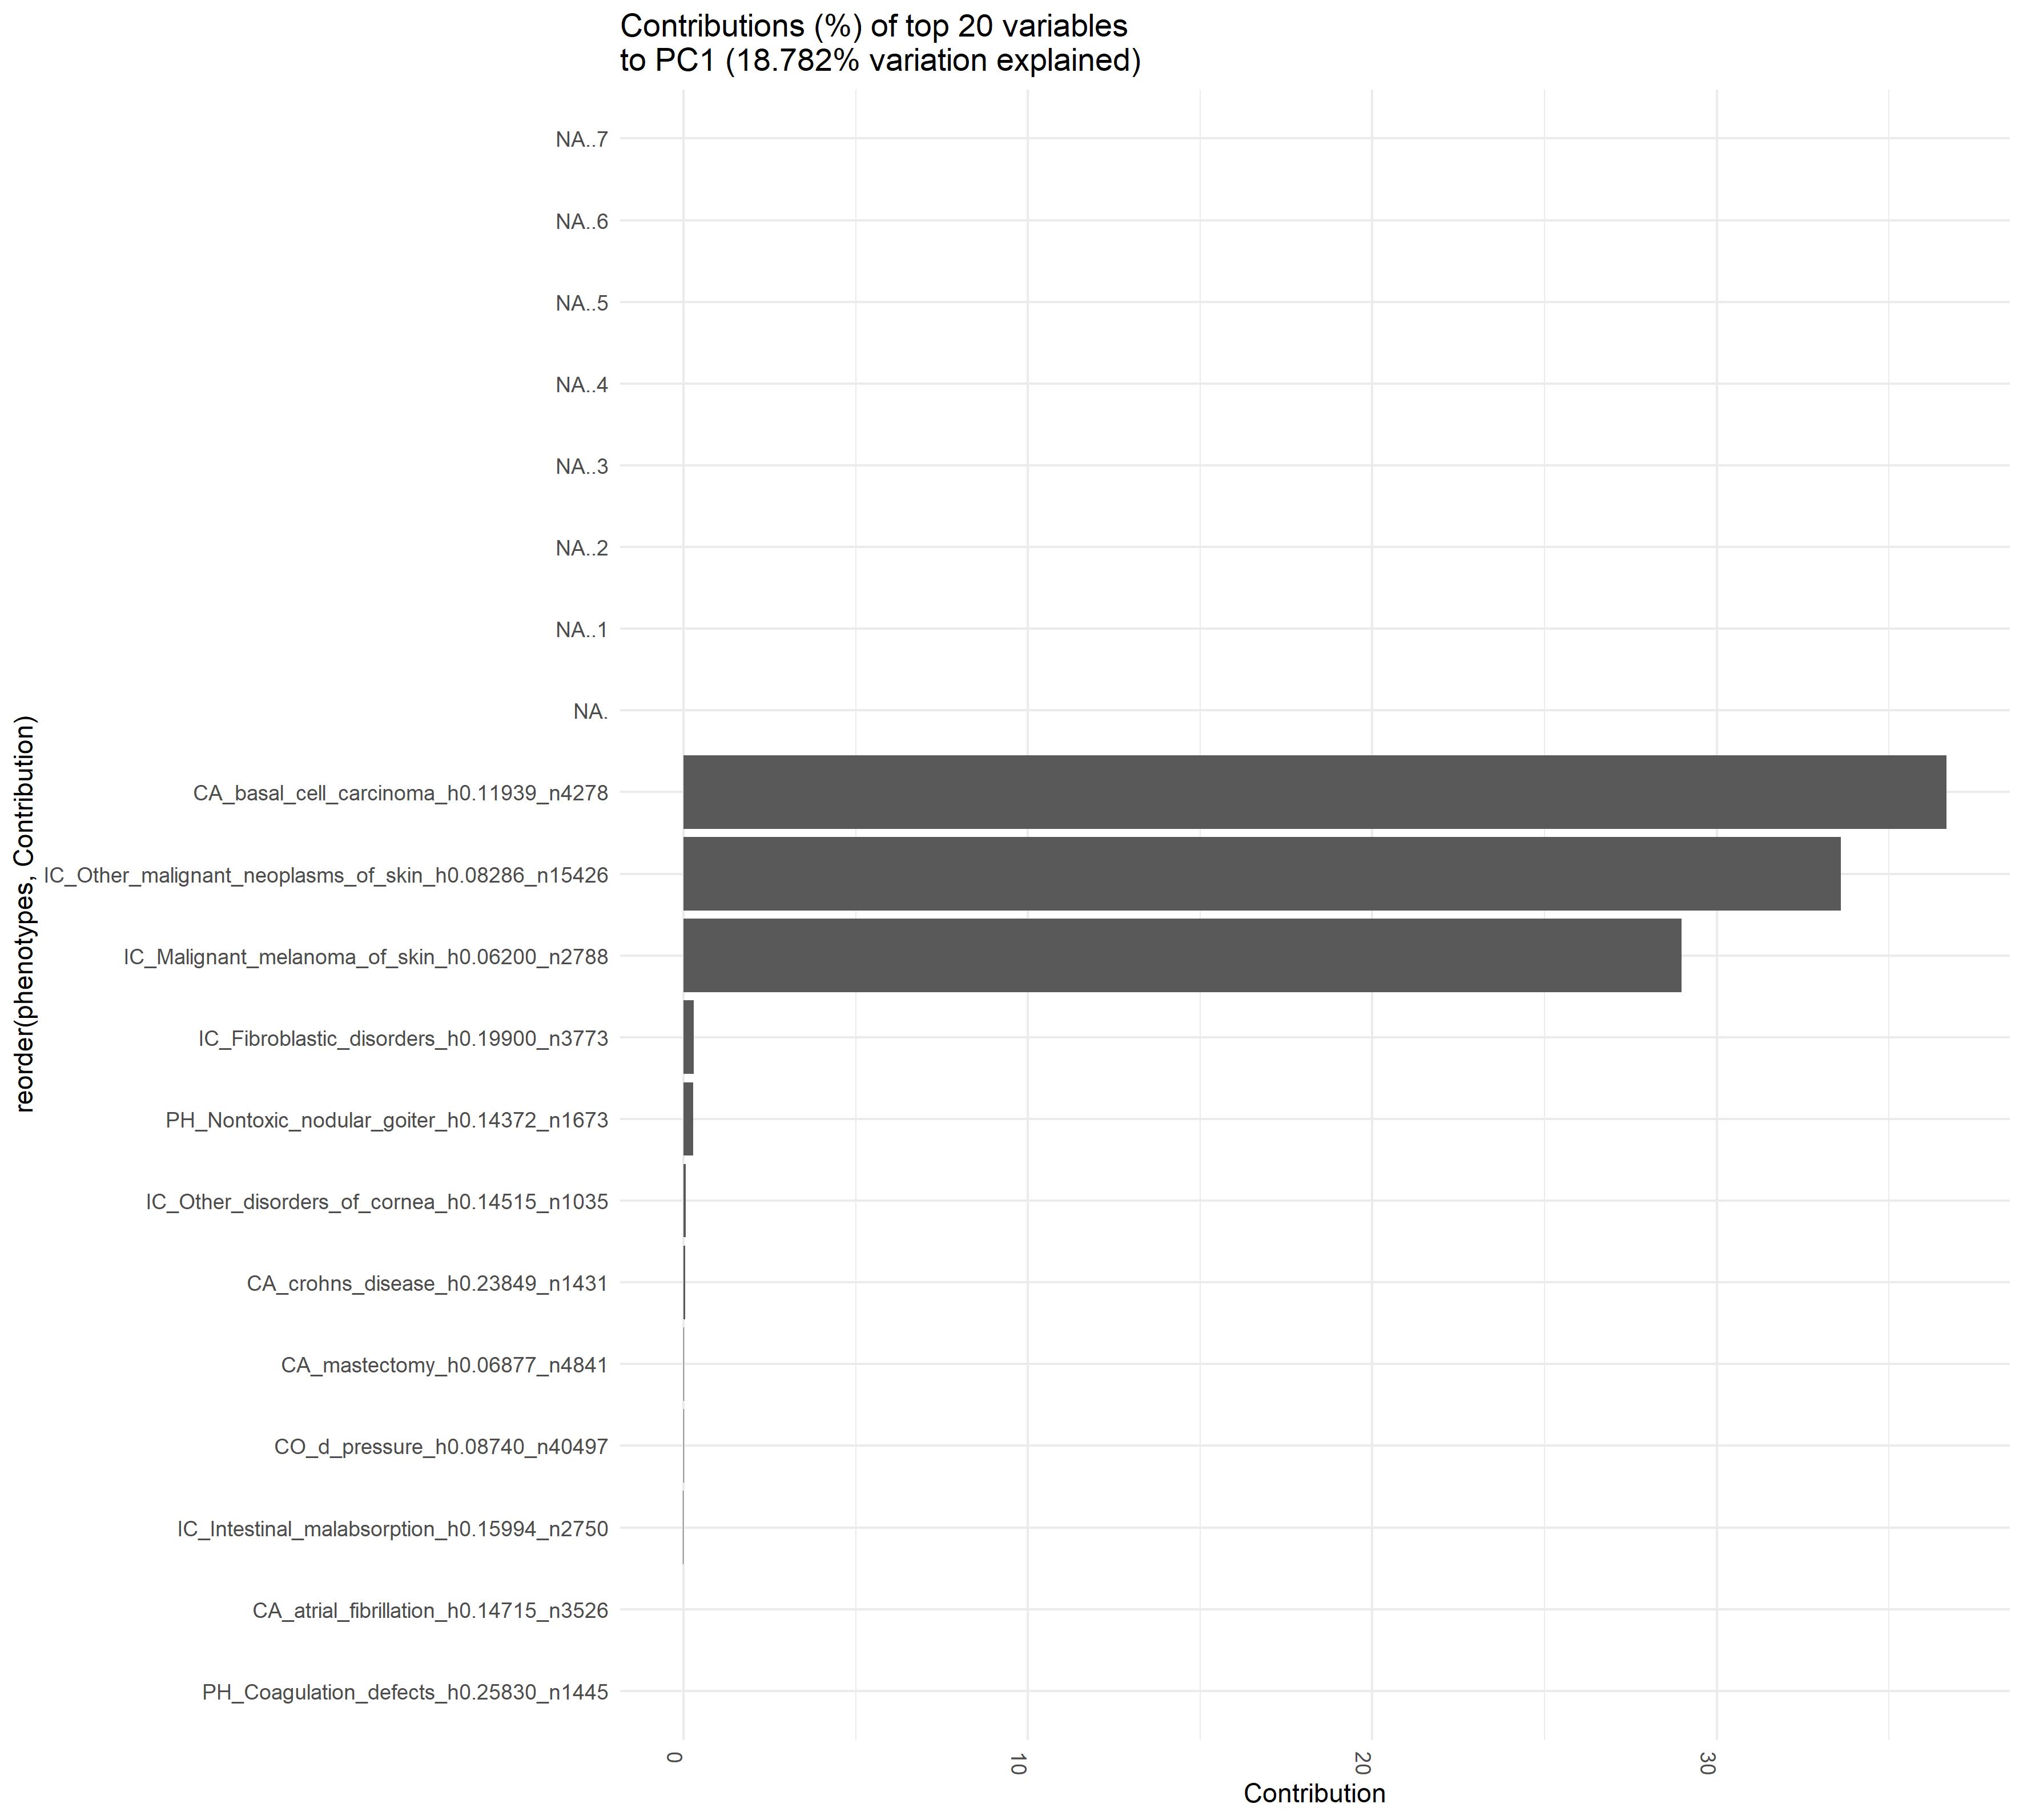 Contributions (%) of top 20 variables
to PC1 (18.782% variation explained)
reorder(phenotypes, Contribution)
NA..7
NA..6
NA..5
NA..4
NA..3
NA..2
NA..1
NA.
CA_basal_cell_carcinoma_h0.11939_n4278
IC_Other_malignant_neoplasms_of_skin_h0.08286_n15426
IC_Malignant_melanoma_of_skin_h0.06200_n2788
IC_Fibroblastic_disorders_h0.19900_n3773
PH_Nontoxic_nodular_goiter_h0.14372_n1673
IC_Other_disorders_of_cornea_h0.14515_n1035
CA_crohns_disease_h0.23849_n1431
CA_mastectomy_h0.06877_n4841
CO_d_pressure_h0.08740_n40497
IC_Intestinal_malabsorption_h0.15994_n2750
CA_atrial_fibrillation_h0.14715_n3526
PH_Coagulation_defects_h0.25830_n1445
0
10
20
30
Contribution